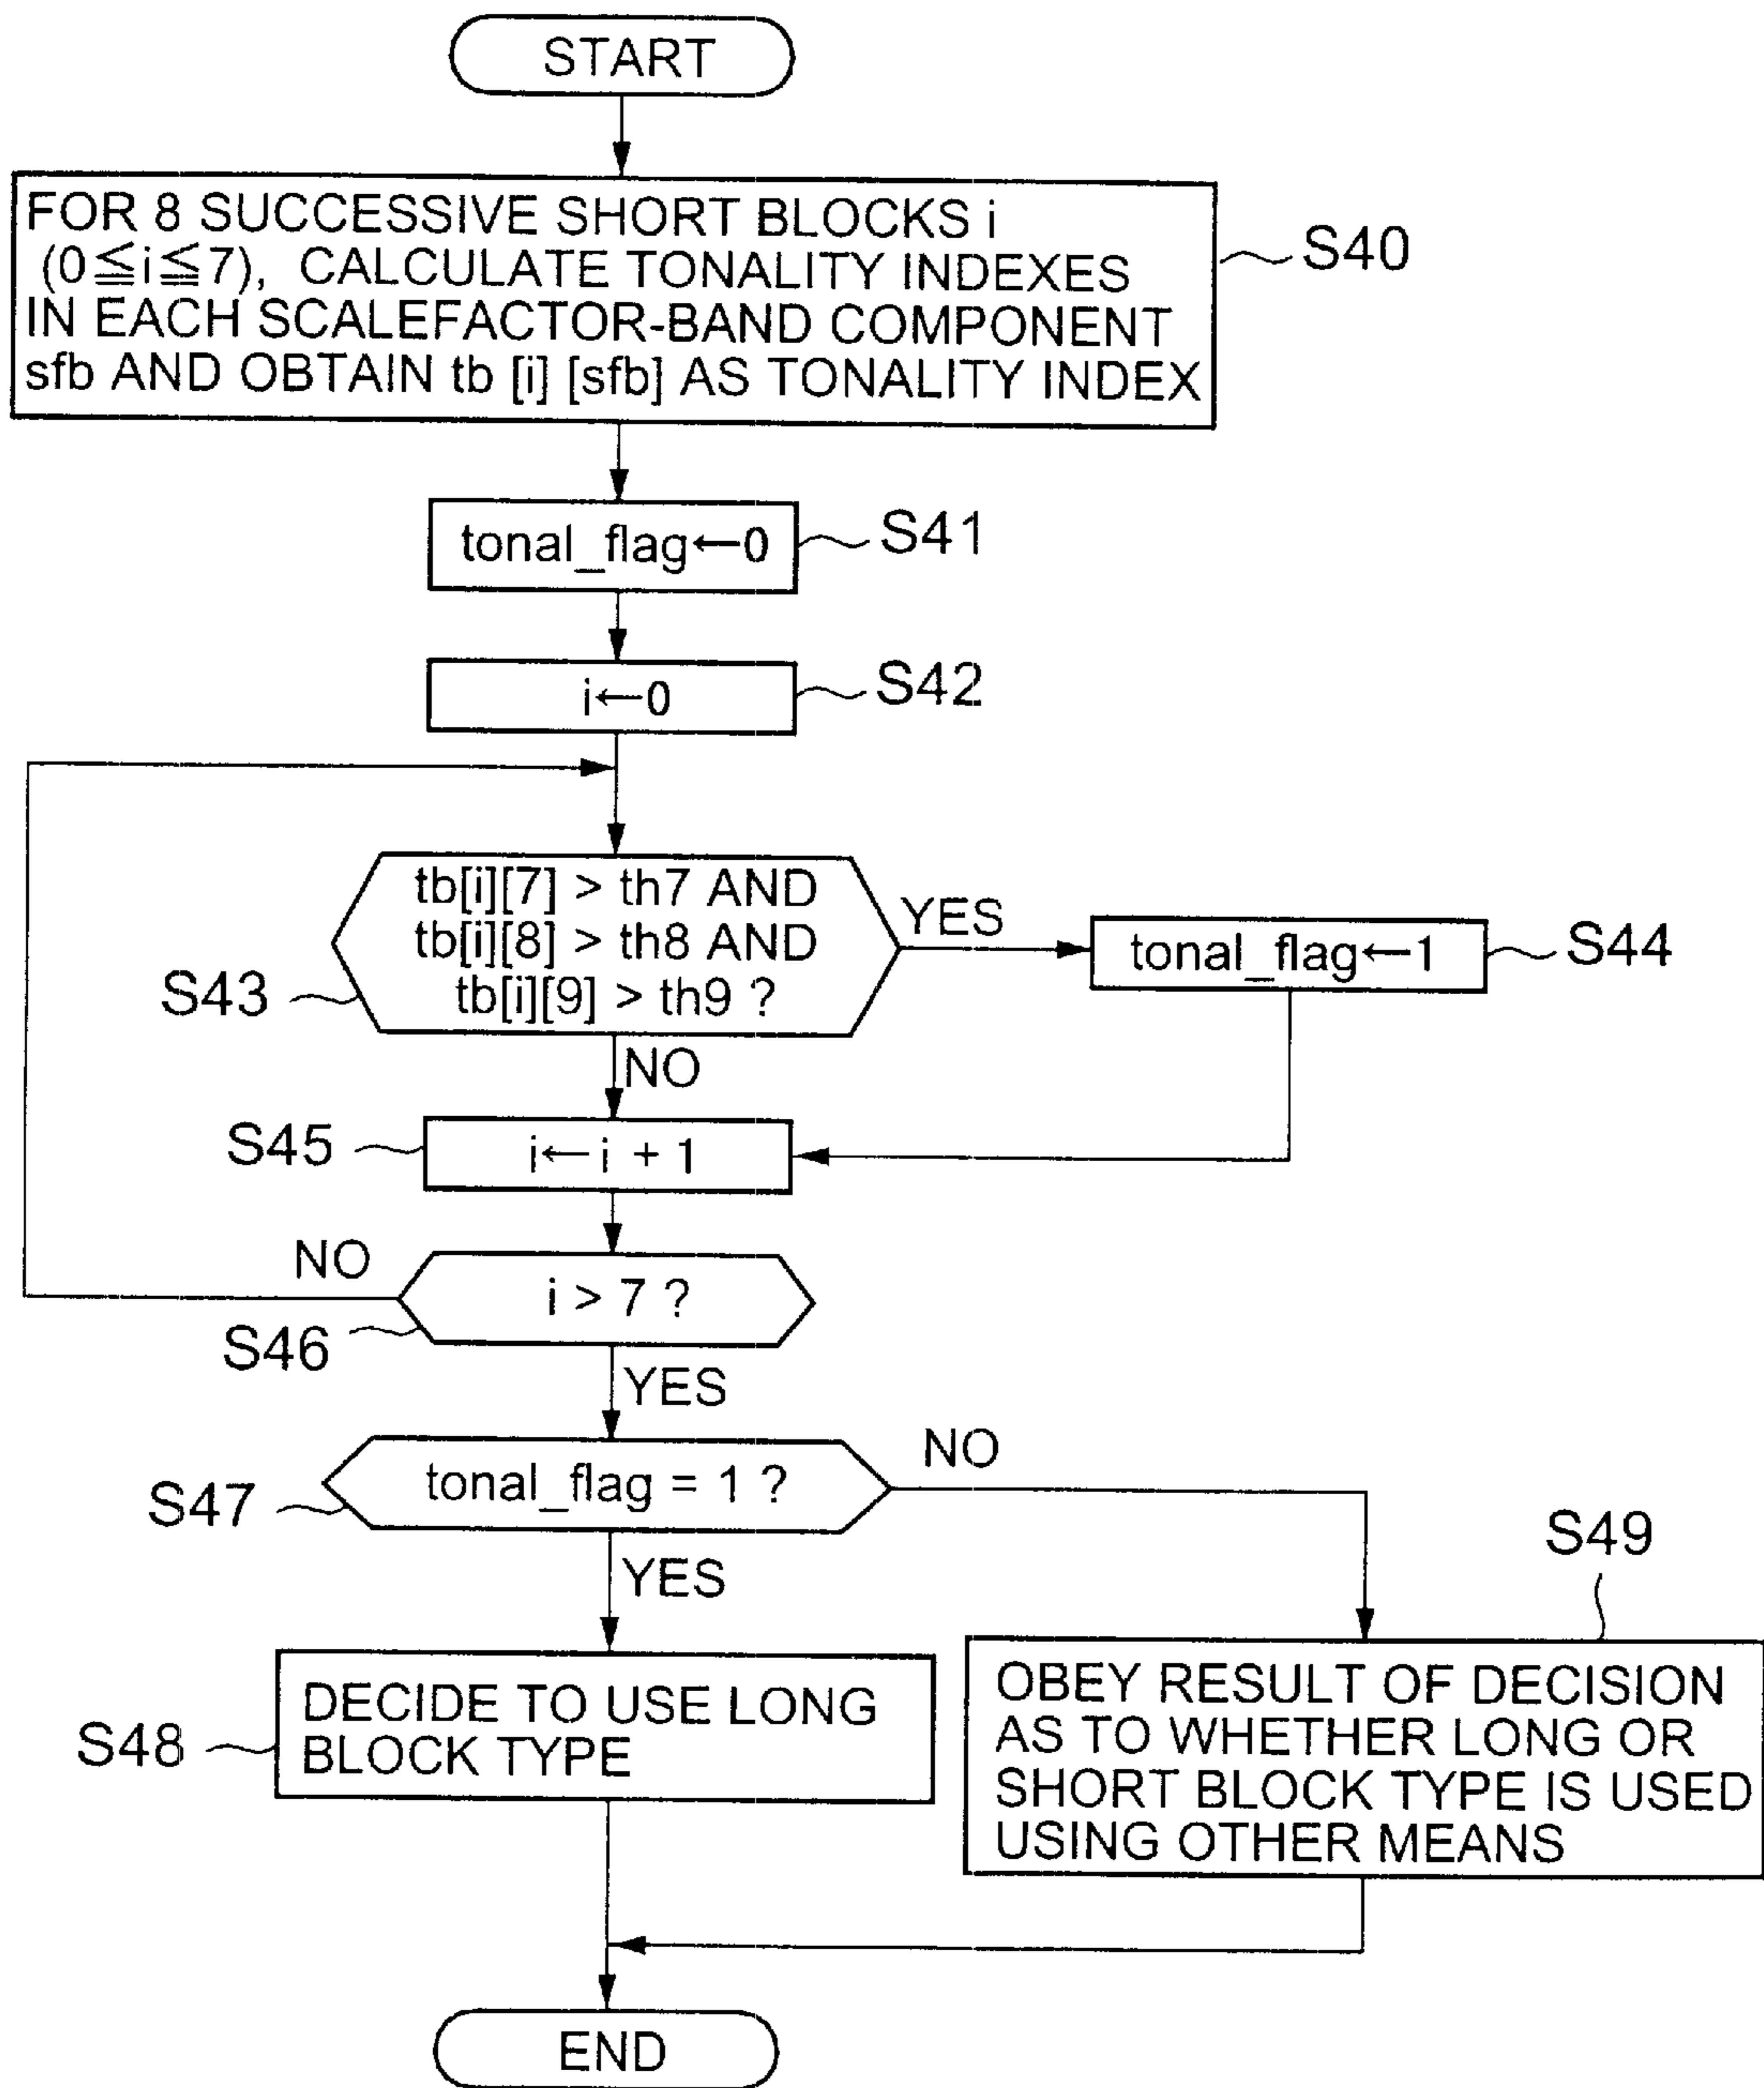 START
FOR 8 SUCCESSIVE SHORT BLOCKS i
(0≦i≦7), CALCULATE TONALITY INDEXES
IN EACH SCALEFACTOR-BAND COMPONENT
sfb AND OBTAIN tb [i] [sfb] AS TONALITY INDEX
S40
tonal_flag←0
S41
i←0
S42
tb[i][7] > th7 AND
tb[i][8] > th8 AND
tb[i][9] > th9 ?
S43
YES
tonal_flag←1
S44
NO
S45
i← i + 1
NO
i > 7 ?
S46
YES
tonal_flag = 1 ?
NO
S47
YES
S49
DECIDE TO USE LONG
BLOCK TYPE
S48
OBEY RESULT OF DECISION
AS TO WHETHER LONG OR
SHORT BLOCK TYPE IS USED
USING OTHER MEANS
END